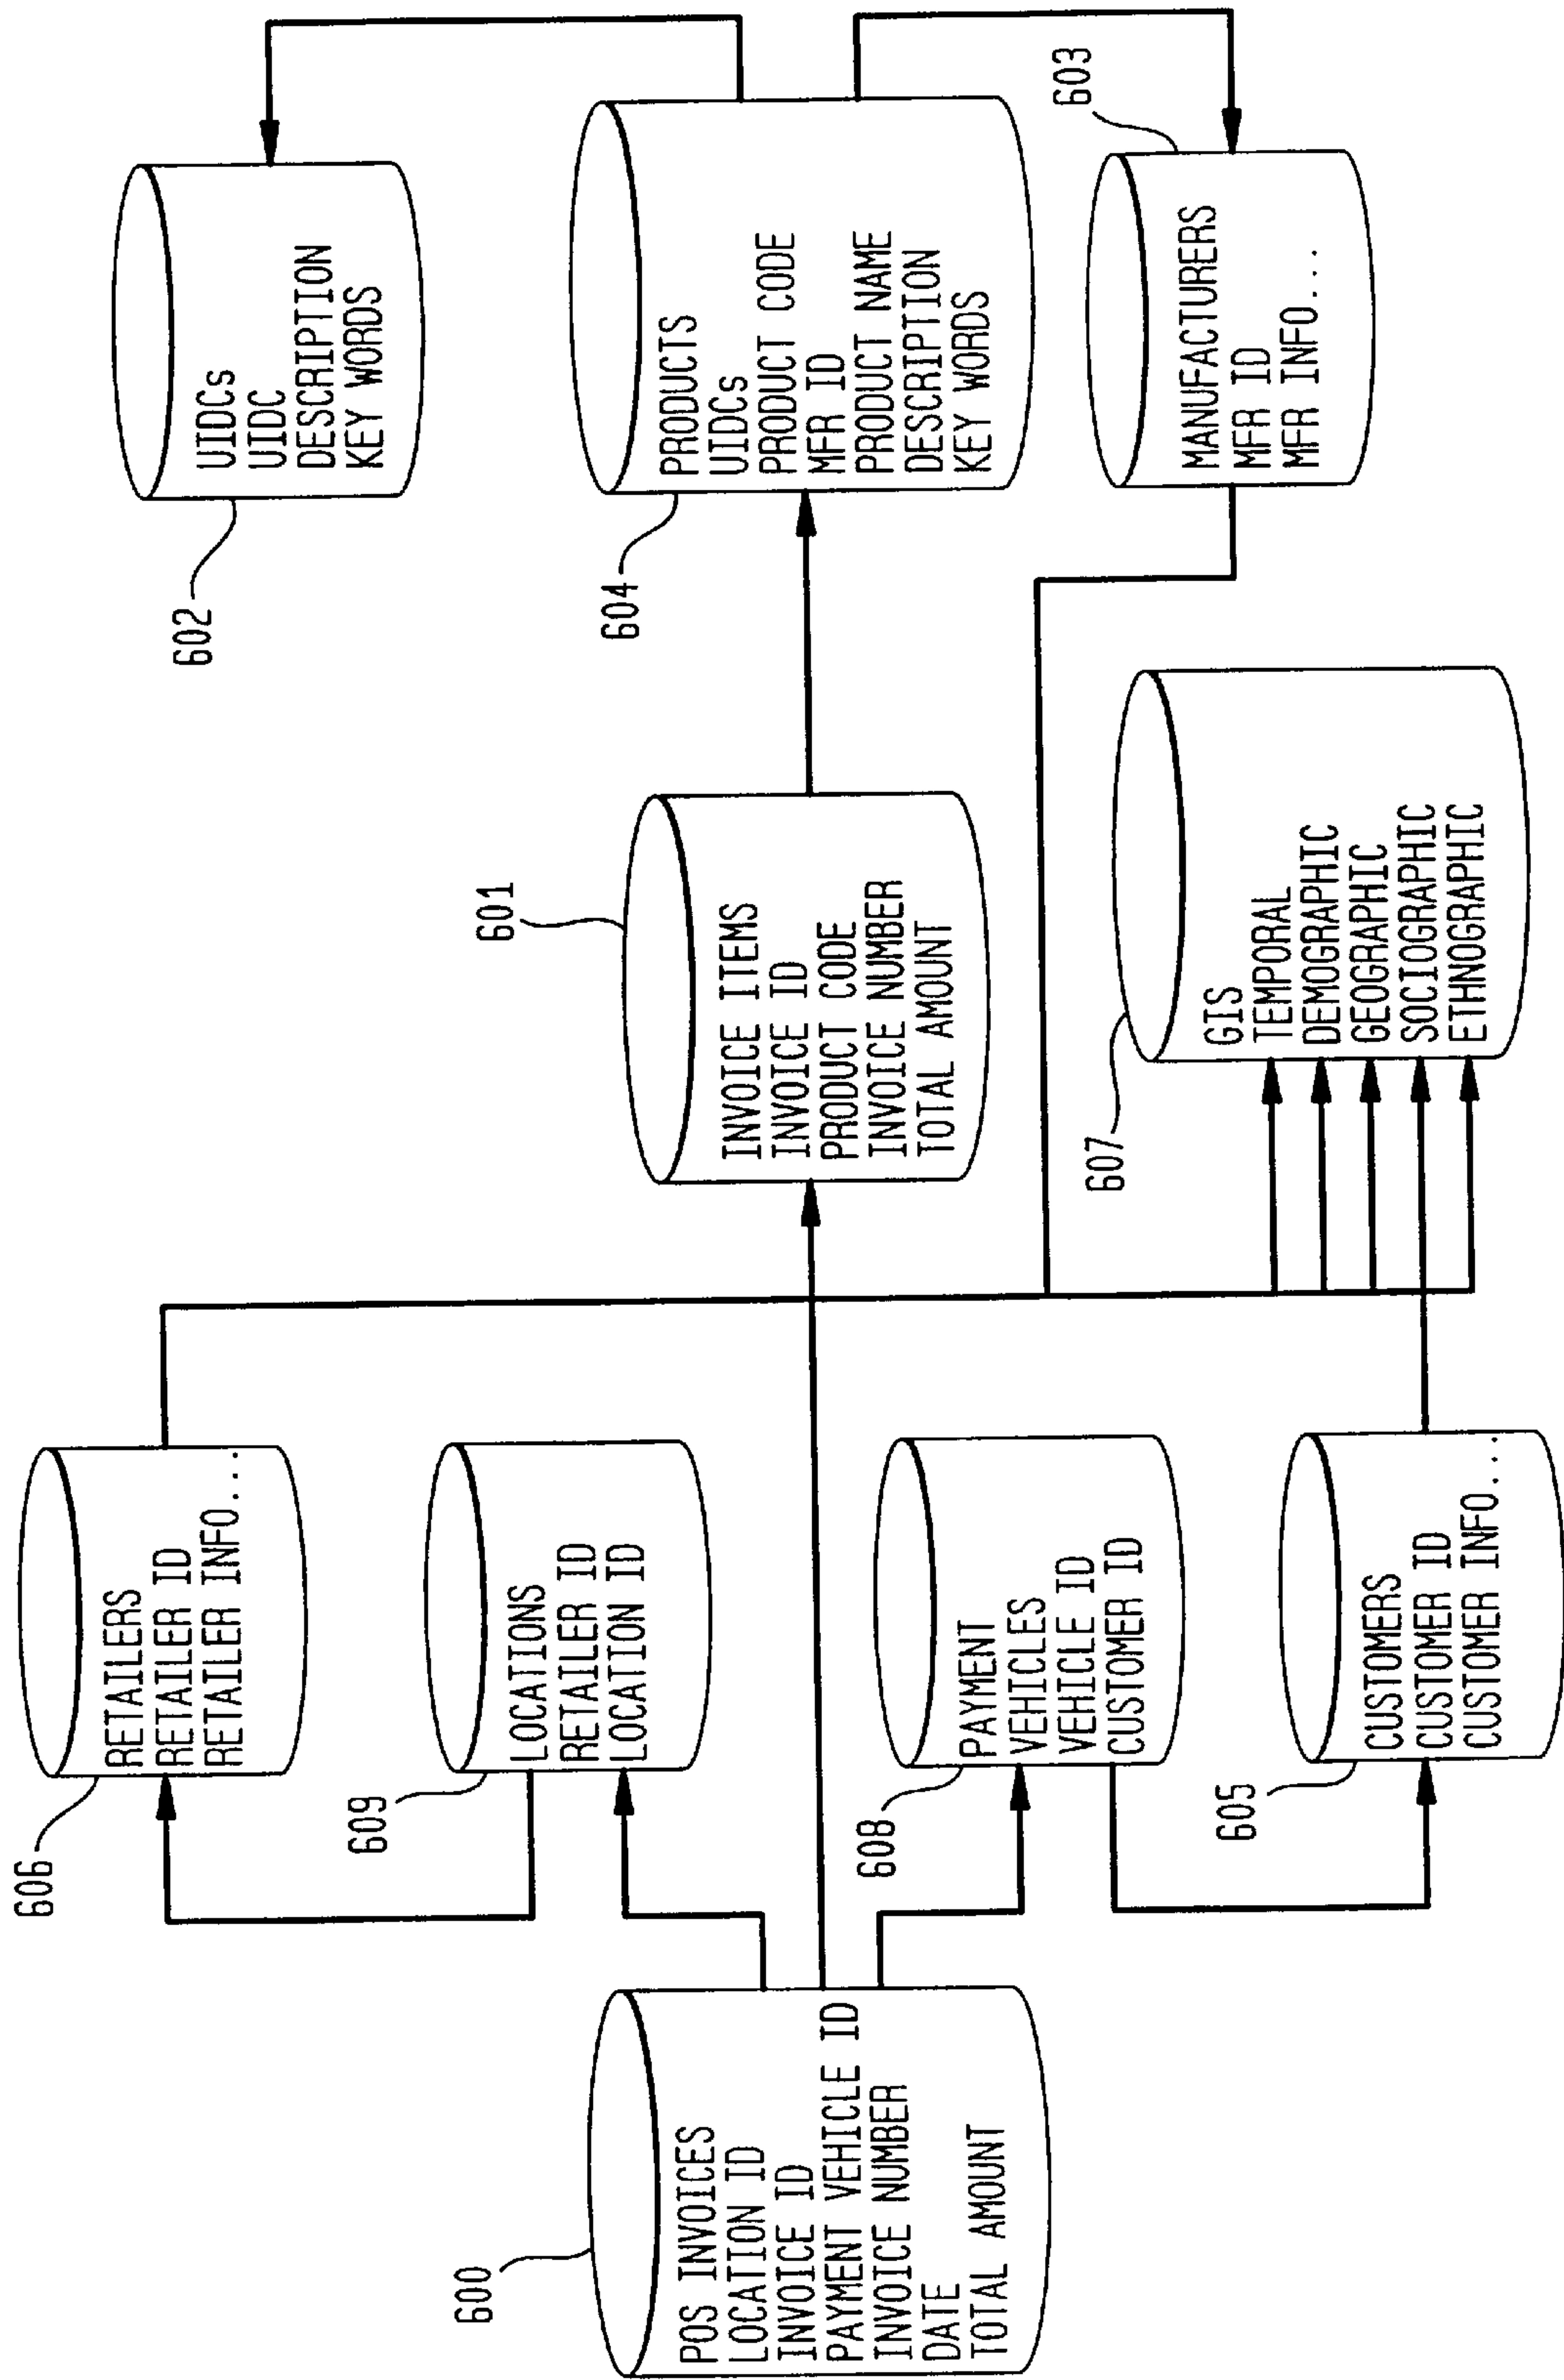 606
RETAILERS
RETAILER ID
RETAILER INFO...
609
LOCATIONS
RETAILER ID
LOCATION ID
600
POS INVOICES
LOCATION ID
INVOICE ID
PAYMENT VEHICLE ID
INVOICE NUMBER
DATE
TOTAL AMOUNT
608
PAYMENT
VEHICLES
VEHICLE ID
CUSTOMER ID
605
CUSTOMERS
CUSTOMER ID
CUSTOMER INFO...
601
INVOICE ITEMS
INVOICE ID
PRODUCT CODE
INVOICE NUMBER
TOTAL AMOUNT
607
GIS
TEMPORAL
DEMOGRAPHIC
GEOGRAPHIC
SOCIOGRAPHIC
ETHNOGRAPHIC
602
UIDCs
UIDC
DESCRIPTION
KEY WORDS
604
PRODUCTS
UIDCs
PRODUCT CODE
MFR ID
PRODUCT NAME
DESCRIPTION
KEY WORDS
603
MANUFACTURERS
MFR ID
MFR INFO...